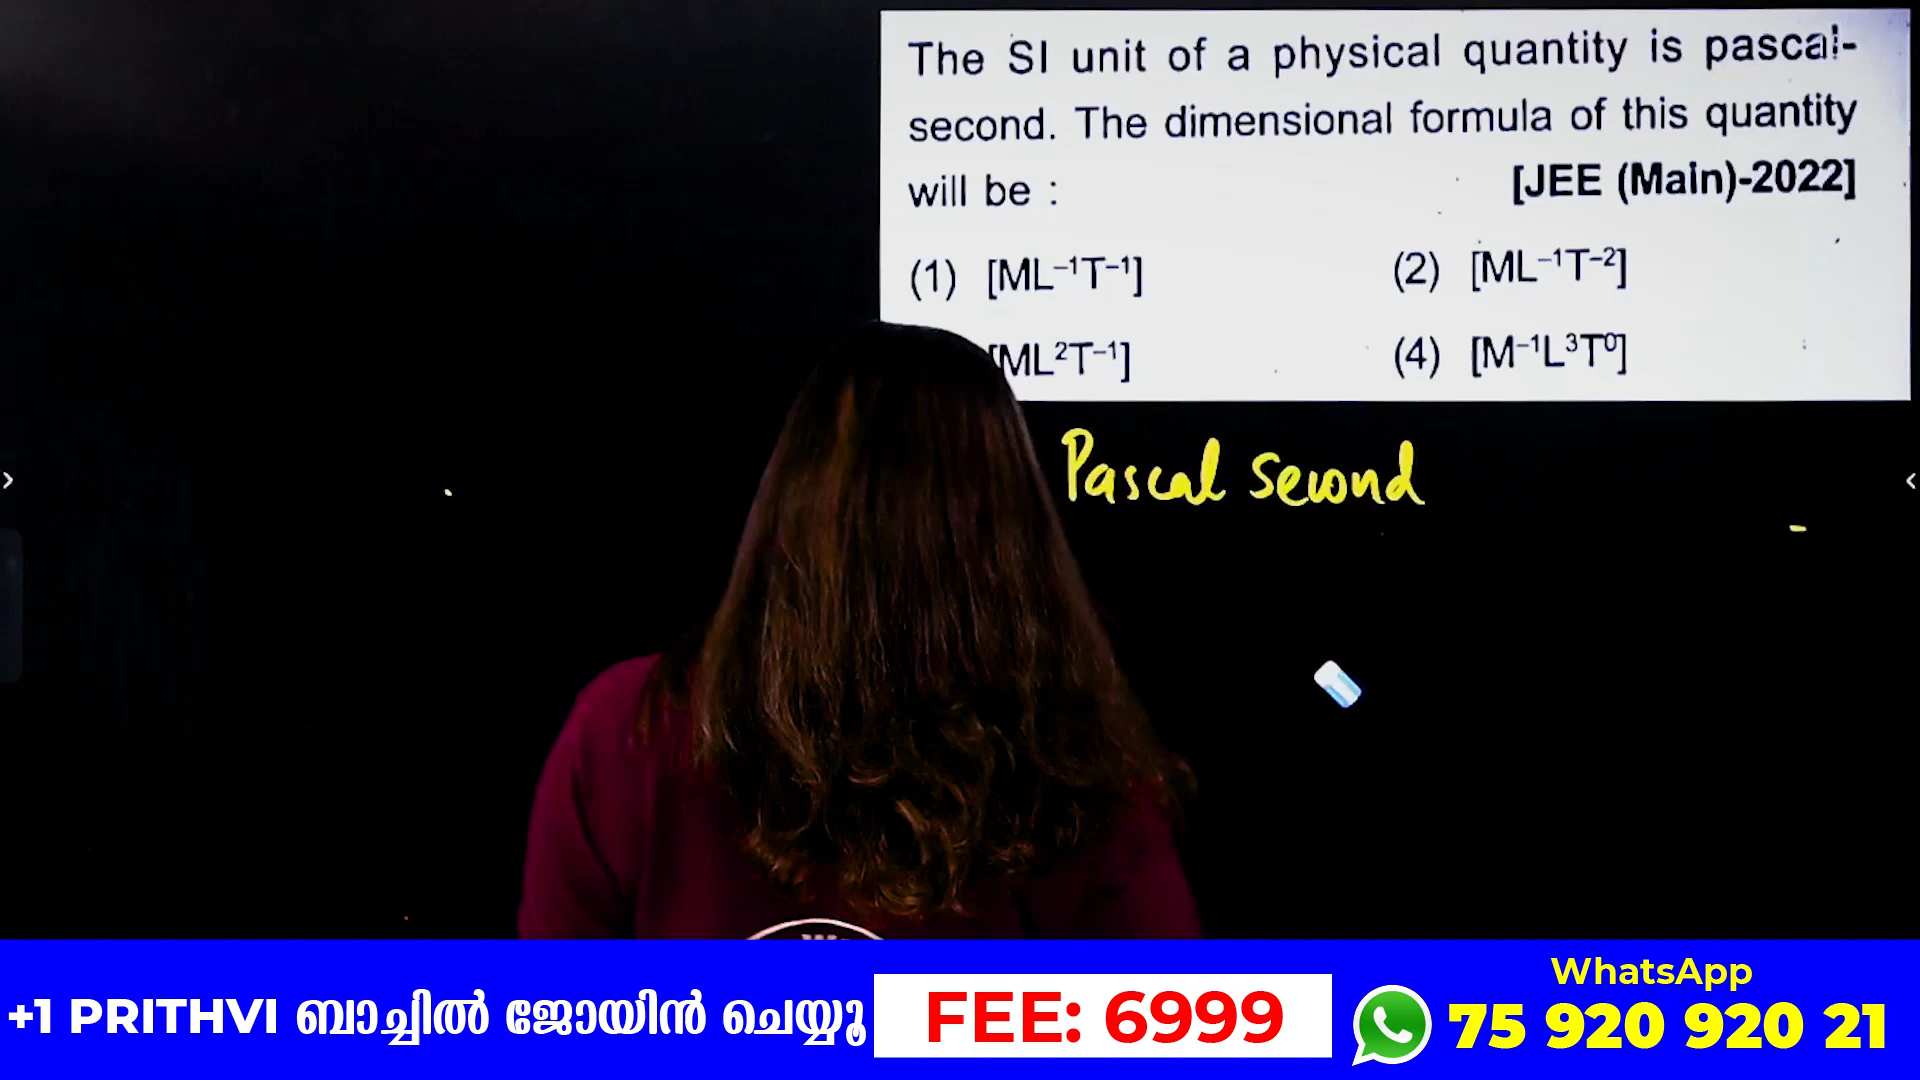 The SI unit of a physical quantity is pascal-
second. The dimensional formula of this quantity
will be : [JEE (Main)-2022]
(1) [ML⁻¹T⁻¹] (2) [ML⁻¹T⁻²]
[ML²T⁻¹] (4) [M⁻¹L³T⁰]
Pascal Second
+1 PRITHVI ബാച്ചിൽ ജോയിൻ ചെയ്യൂ
FEE: 6999
WhatsApp
75 920 920 21